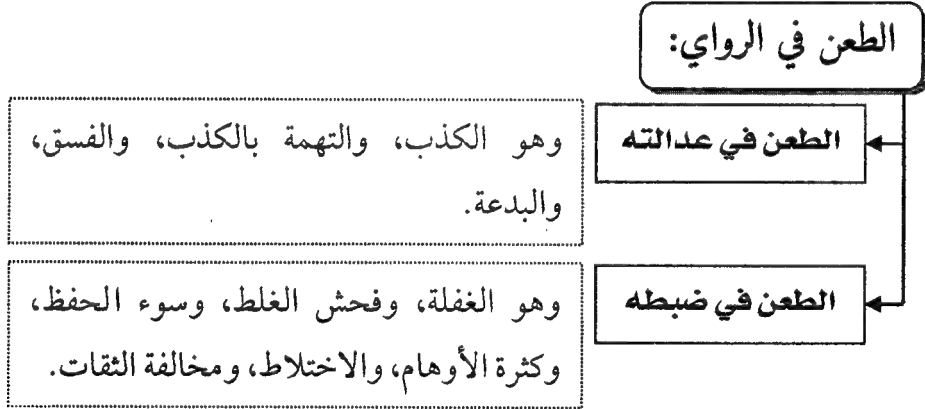 الطعن في الرواي:
الطعن في عدالته
وهو الكذب، والتهمة بالكذب، والفسق،
والبدعة.
الطعن في ضبطه
وهو الغفلة، وفحش الغلط، وسوء الحفظ،
وكثرة الأوهام، والاختلاط، ومخالفة الثقات.